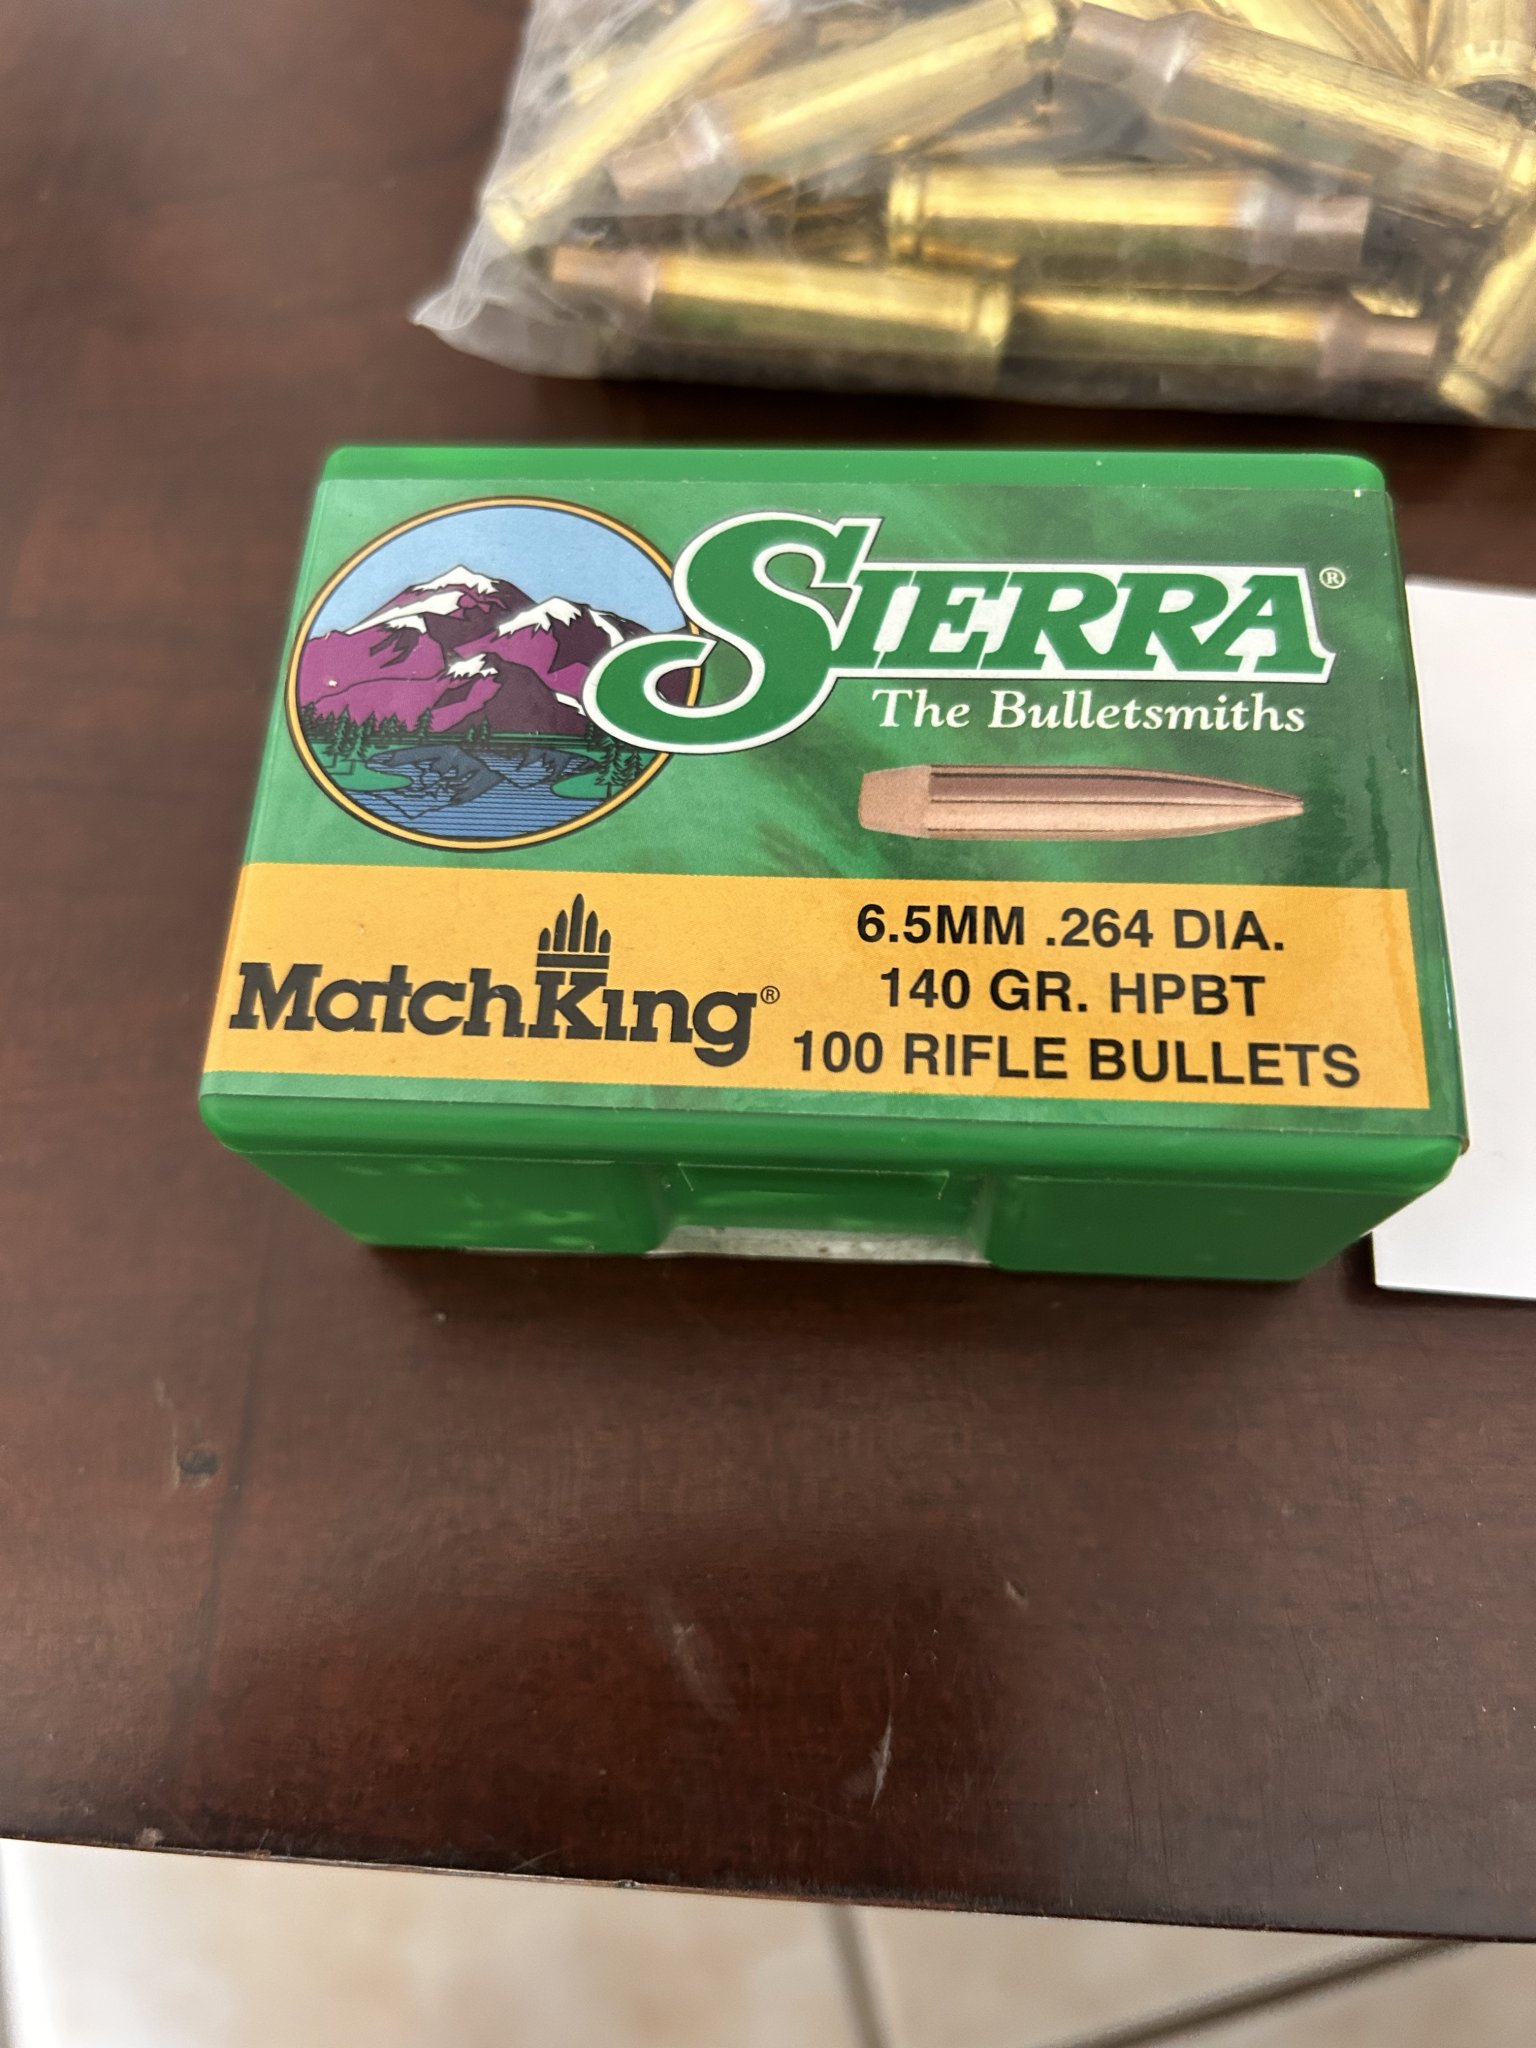 SIERRA®
The Bulletsmiths
MatchKing®
6.5MM .264 DIA.
140 GR. HPBT
100 RIFLE BULLETS